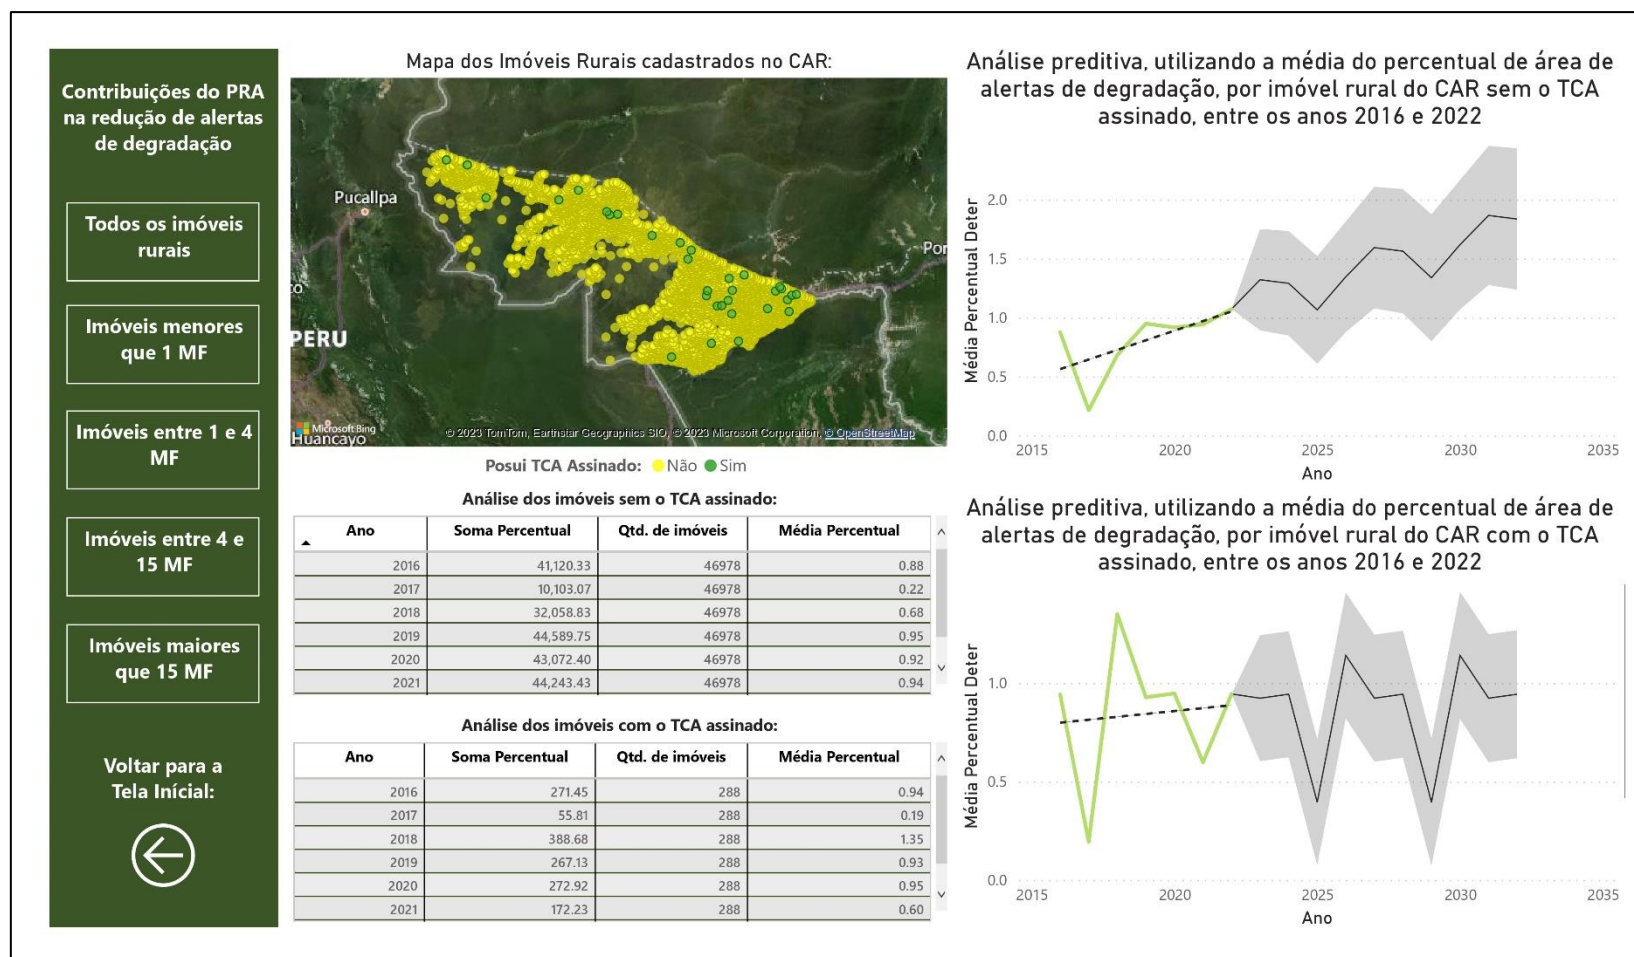 Contribuições do PRA
na redução de alertas
de degradação
Todos os imóveis
rurais
Imóveis menores
que 1 MF
Imóveis entre 1 e 4
MF
Imóveis entre 4 e
15 MF
Imóveis maiores
que 15 MF
Voltar para a
Tela Inícial:
Mapa dos Imóveis Rurais cadastrados no CAR:
Pucallpa
Por
co
PERU
Microsoft Bing
Huancayo
© 2023 TomTom, Earthstar Geographics SIO, © 2023 Microsoft Corporation, © OpenStreetMap
Posui TCA Assinado: Não Sim
Análise dos imóveis sem o TCA assinado:
Ano Soma Percentual Qtd. de imóveis Média Percentual
2016 41,120.33 46978 0.88
2017 10,103.07 46978 0.22
2018 32,058.83 46978 0.68
2019 44,589.75 46978 0.95
2020 43,072.40 46978 0.92
2021 44,243.43 46978 0.94
Análise dos imóveis com o TCA assinado:
Ano Soma Percentual Qtd. de imóveis Média Percentual
2016 271.45 288 0.94
2017 55.81 288 0.19
2018 388.68 288 1.35
2019 267.13 288 0.93
2020 272.92 288 0.95
2021 172.23 288 0.60
Análise preditiva, utilizando a média do percentual de área de
alertas de degradação, por imóvel rural do CAR sem o TCA
assinado, entre os anos 2016 e 2022
Média Percentual Deter
2.0
1.5
1.0
0.5
0.0
2015 2020 2025 2030 2035
Ano
Análise preditiva, utilizando a média do percentual de área de
alertas de degradação, por imóvel rural do CAR com o TCA
assinado, entre os anos 2016 e 2022
Média Percentual Deter
1.0
0.5
0.0
2015 2020 2025 2030 2035
Ano